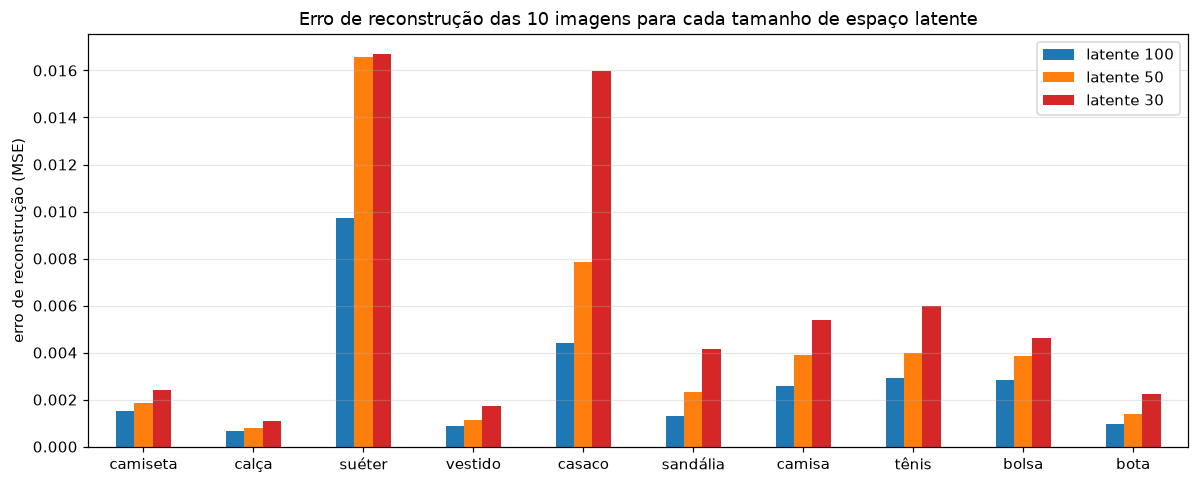 Erro de reconstrução das 10 imagens para cada tamanho de espaço latente
latente 100
latente 50
latente 30
erro de reconstrução (MSE)
0.016
0.014
0.012
0.010
0.008
0.006
0.004
0.002
0.000
camiseta calça suéter vestido casaco sandália camisa tênis bolsa bota